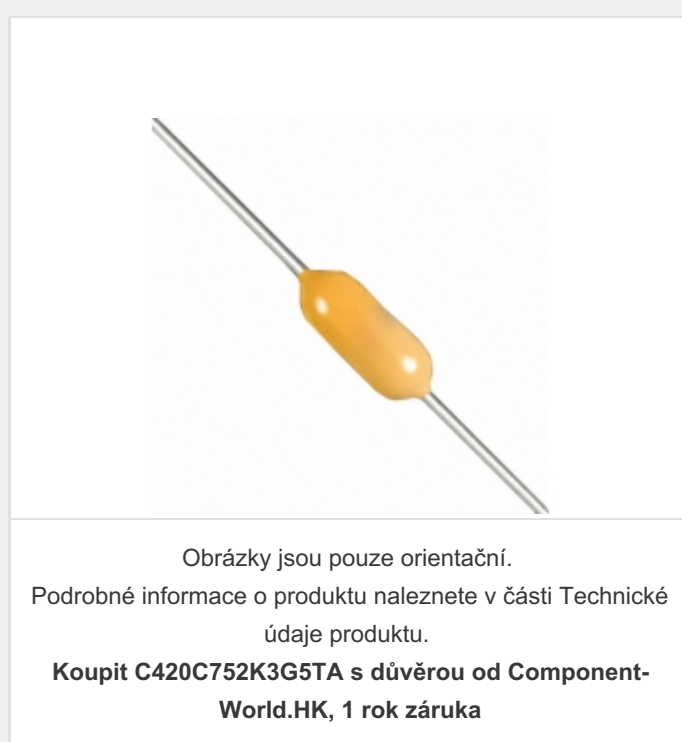 Obrázky jsou pouze orientační.
Podrobné informace o produktu naleznete v části Technické
údaje produktu.
Koupit C420C752K3G5TA s důvěrou od Component-
World.HK, 1 rok záruka